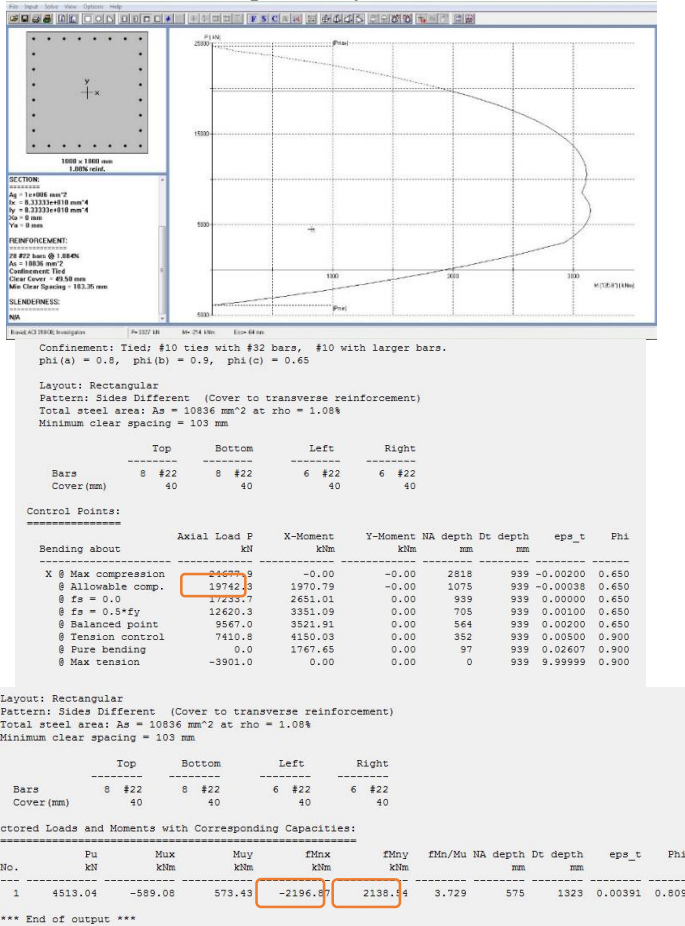 File Input Solve View Options Help
P (kN)
25000
(Pmax)
15000
5000
1000
2000
3000
(Pmin)
5000
1000 x 1000 mm
1.08% reinf.
SECTION:
========
Ag = 1e+006 mm^2
Ix = 8.33333e+010 mm^4
Iy = 8.33333e+010 mm^4
Xo = 0 mm
Yo = 0 mm
REINFORCEMENT:
28 #22 bars @ 1.084%
As = 10836 mm^2
Confinement: Tied
Clear Cover = 49.50 mm
Min Clear Spacing = 103.35 mm
SLENDERNESS:
N/A
Confinement: Tied; #10 ties with #32 bars, #10 with larger bars.
phi(a) = 0.8, phi(b) = 0.9, phi(c) = 0.65
Layout: Rectangular
Pattern: Sides Different (Cover to transverse reinforcement)
Total steel area: As = 10836 mm^2 at rho = 1.08%
Minimum clear spacing = 103 mm
Top Bottom Left Right
Bars 8 #22 8 #22 6 #22 6 #22
Cover(mm) 40 40 40 40
Control Points:
===============
Axial Load P X-Moment Y-Moment NA depth Dt depth eps_t Phi
Bending about kN kNm kNm mm mm
X @ Max compression 24677.9 -0.00 -0.00 2818 939 -0.00200 0.650
@ Allowable comp. 19742.3 1970.79 -0.00 1075 939 -0.00038 0.650
@ fs = 0.0 17233.7 2651.01 0.00 939 939 0.00000 0.650
@ fs = 0.5*fy 12620.3 3351.09 0.00 705 939 0.00100 0.650
@ Balanced point 9567.0 3521.91 0.00 564 939 0.00200 0.650
@ Tension control 7410.8 4150.03 0.00 352 939 0.00500 0.900
@ Pure bending 0.0 1767.65 0.00 97 939 0.02607 0.900
@ Max tension -3901.0 0.00 0.00 0 939 9.99999 0.900
Layout: Rectangular
Pattern: Sides Different (Cover to transverse reinforcement)
Total steel area: As = 10836 mm^2 at rho = 1.08%
Minimum clear spacing = 103 mm
Top Bottom Left Right
Bars 8 #22 8 #22 6 #22 6 #22
Cover(mm) 40 40 40 40
ctored Loads and Moments with Corresponding Capacities:
Pu Mux Muy fMnx fMny fMn/Mu NA depth Dt depth eps_t Phi
No. kN kNm kNm kNm kNm mm mm
1 4513.04 -589.08 573.43 -2196.87 2138.54 3.729 575 1323 0.00391 0.809
*** End of output ***